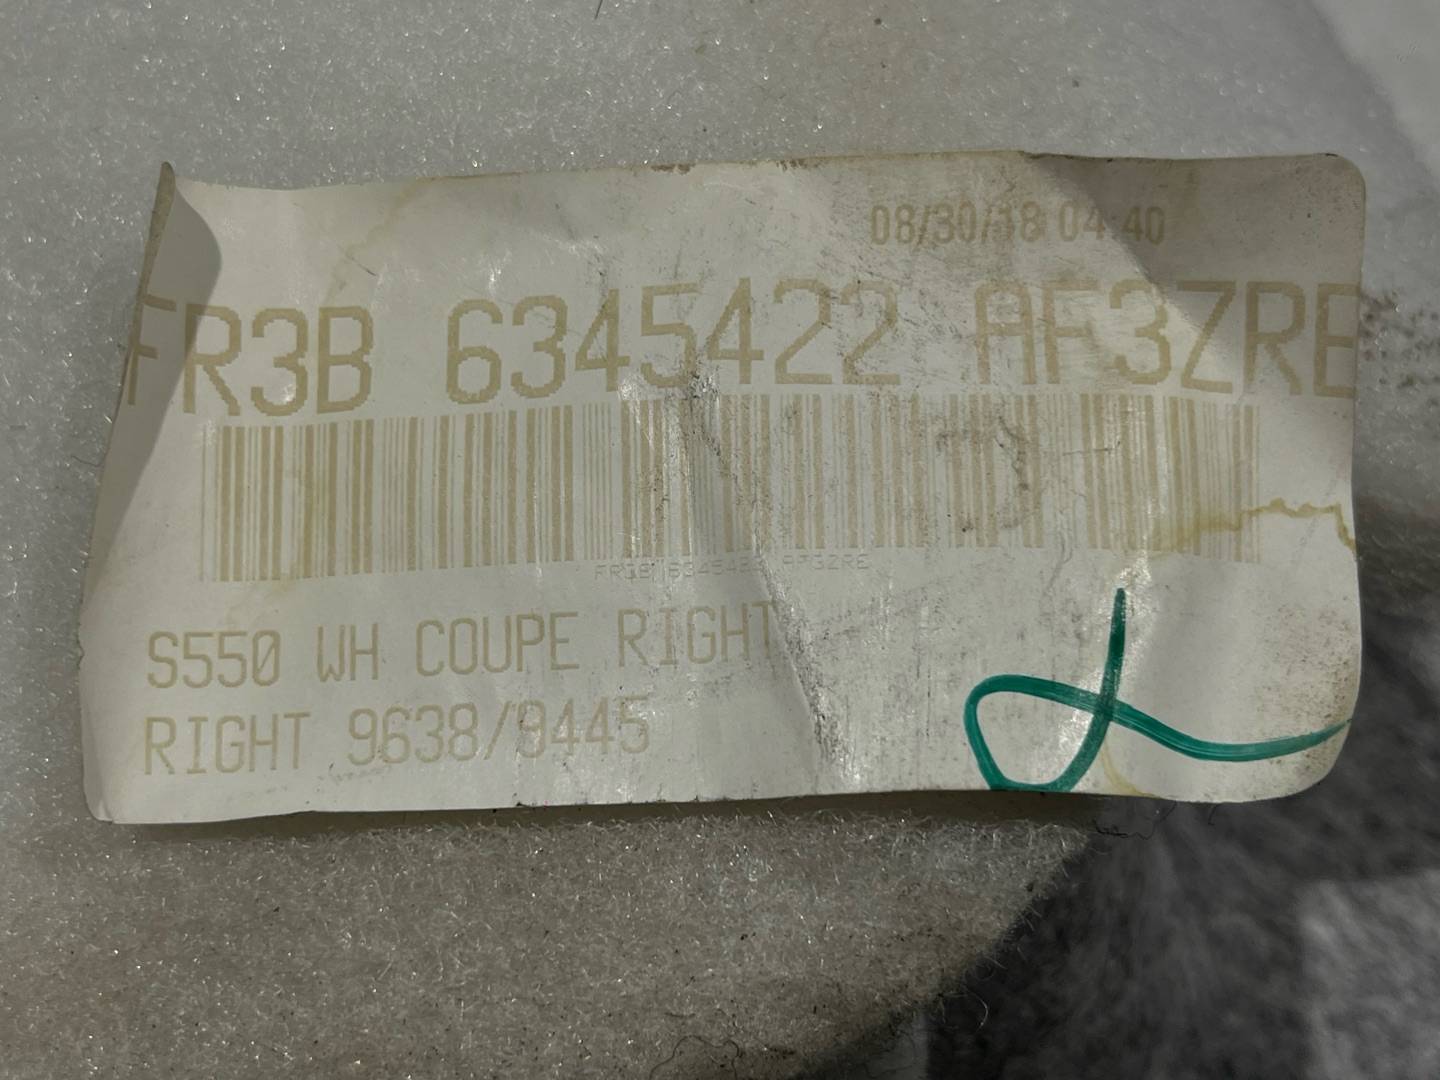 08/30/18 04:40
FR3B 6345422 AF3ZRE
FR3B 6345422 AF3ZRE
S550 WH COUPE RIGHT
RIGHT 9638/9445